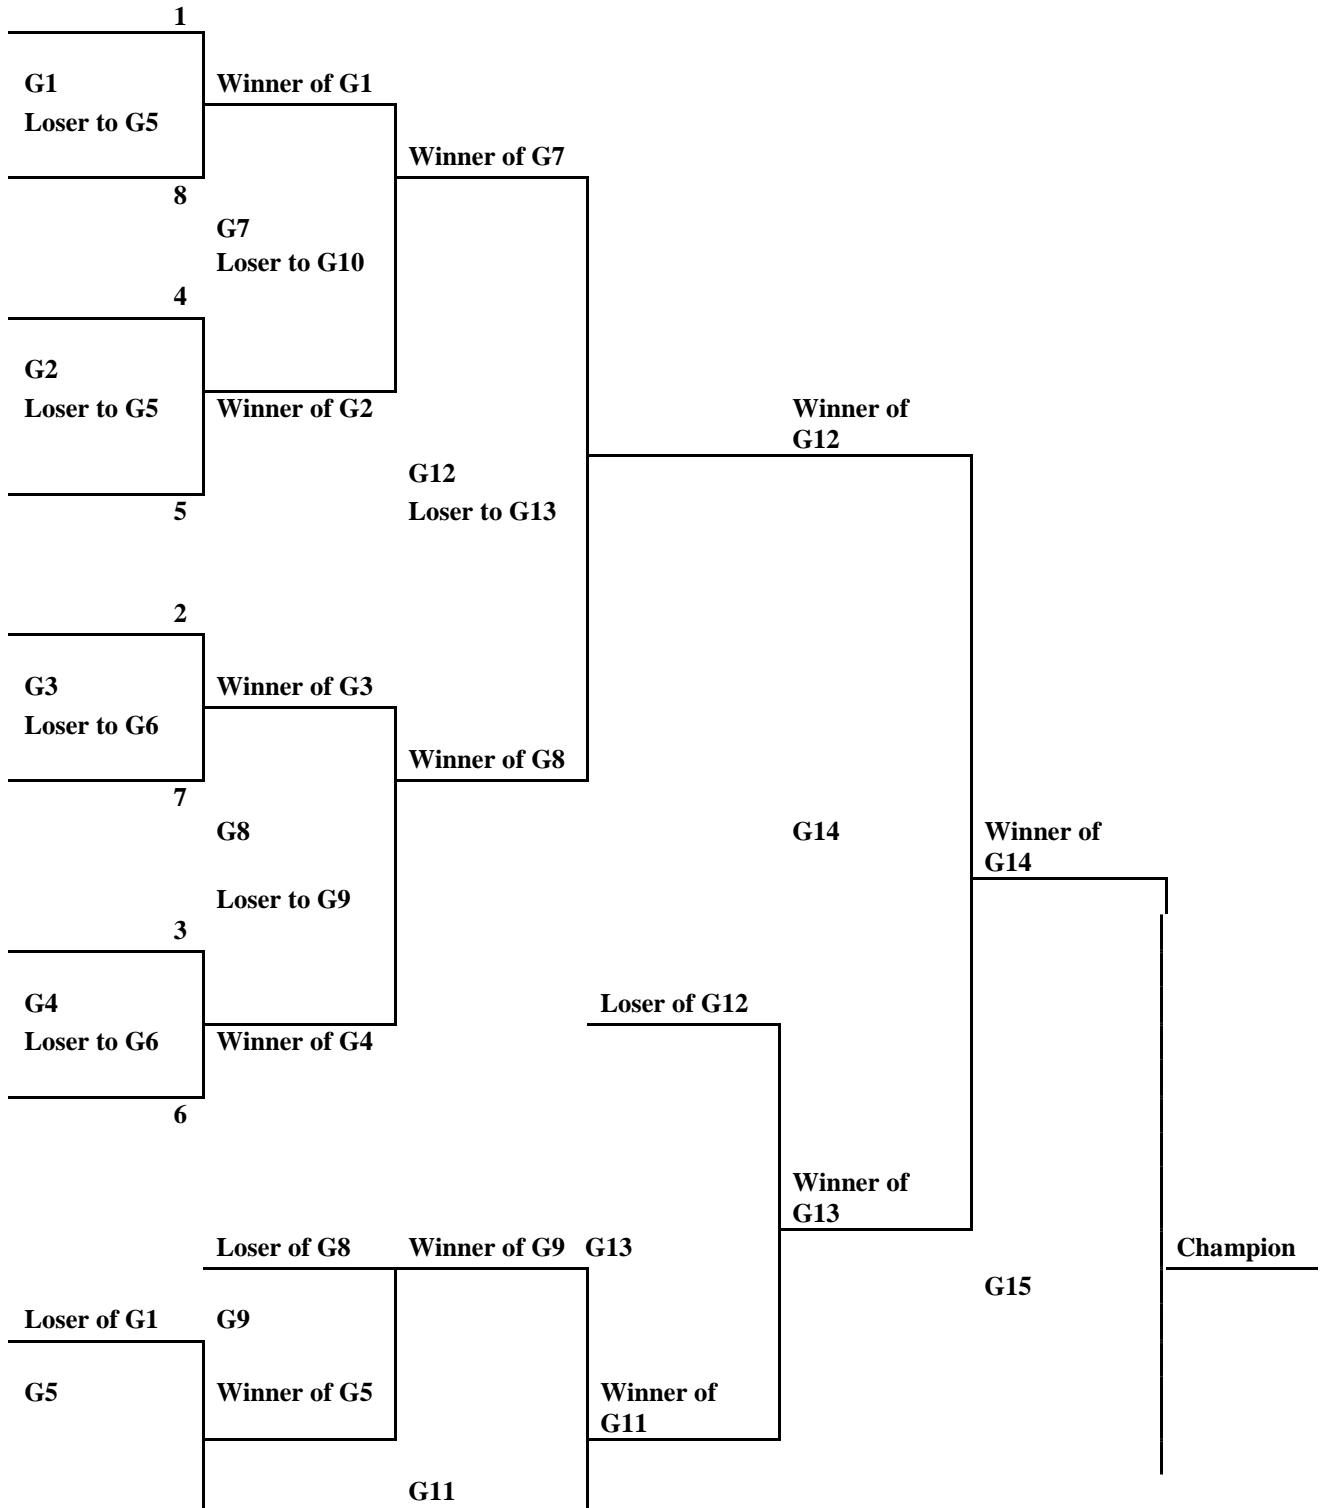 1
G1
Winner of G1
Loser to G5
Winner of G7
8
G7
Loser to G10
4
G2
Loser to G5
Winner of G2
Winner of
G12
G12
Loser to G13
5
2
G3
Winner of G3
Loser to G6
Winner of G8
7
G8
G14
Winner of
G14
Loser to G9
3
G4
Loser of G12
Loser to G6
Winner of G4
6
Winner of
G13
Loser of G8
Winner of G9
G13
Champion
G15
Loser of G1
G9
G5
Winner of G5
Winner of
G11
G11